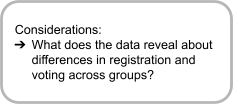 Considerations:
➔ What does the data reveal about
differences in registration and
voting across groups?